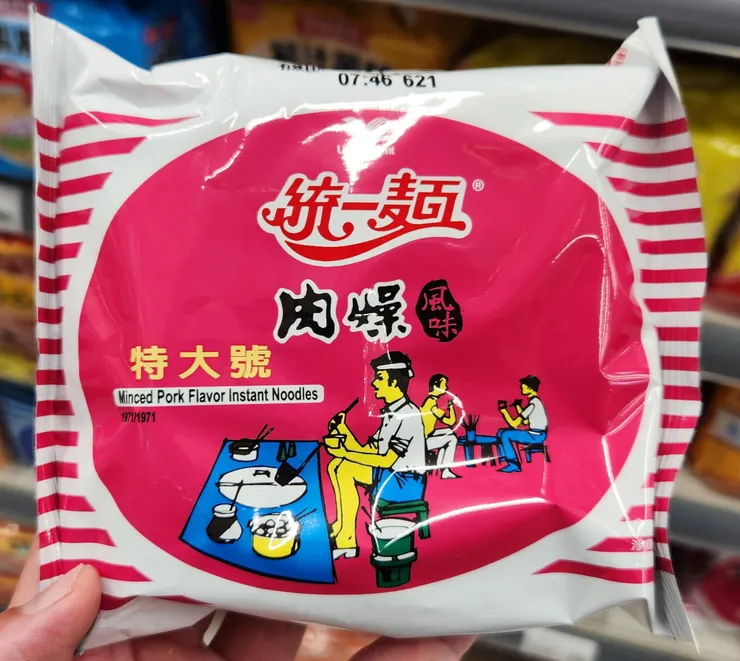 07:46 621
統一麵®
肉燥
風味
特大號
Minced Pork Flavor Instant Noodles
1971/1971